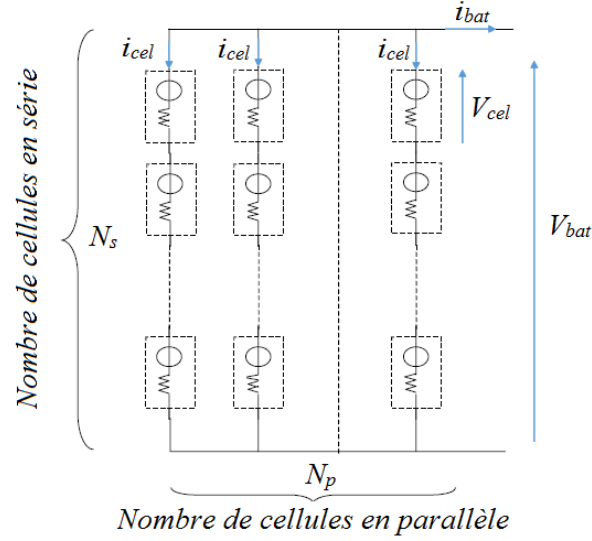 i_bat
i_cel i_cel i_cel
V_cel
Nombre de cellules en série
N_s
V_bat
N_p
Nombre de cellules en parallèle